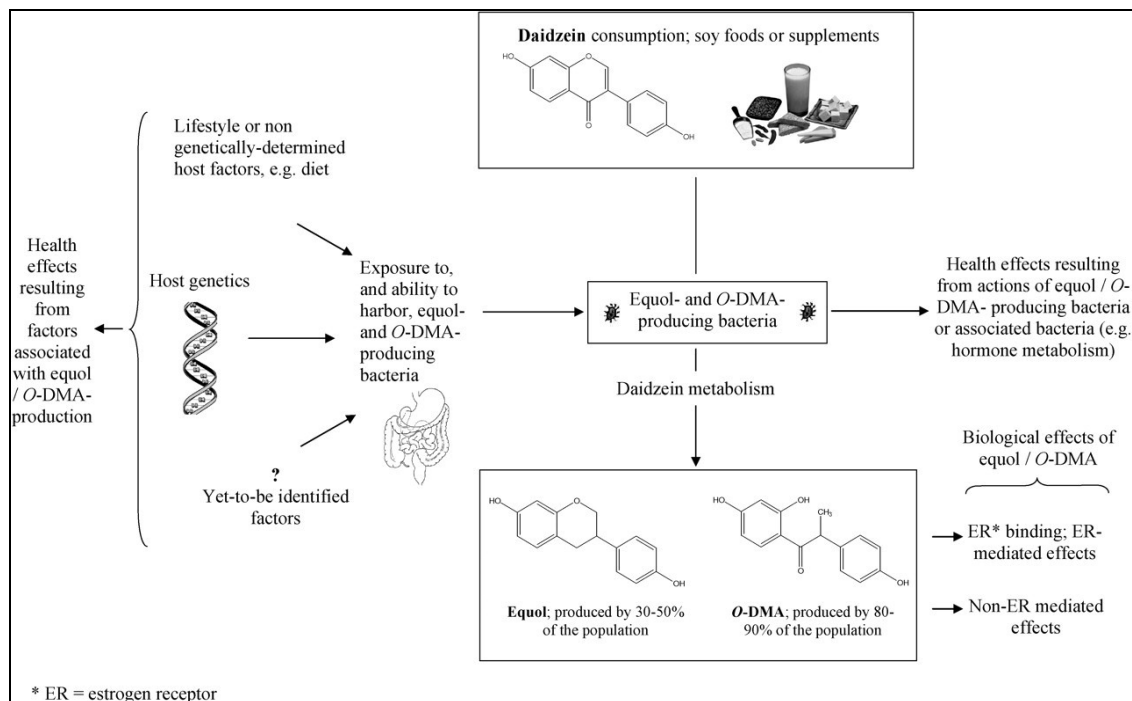 Daidzein consumption; soy foods or supplements
HO
O
O
OH
Lifestyle or non
genetically-determined
host factors, e.g. diet
Health
effects
resulting
from
factors
associated
with equol
/ O-DMA-
production
Host genetics
?
Yet-to-be identified
factors
Exposure to,
and ability to
harbor, equol-
and O-DMA-
producing
bacteria
Equol- and O-DMA-
producing bacteria
Health effects resulting
from actions of equol / O-
DMA- producing bacteria
or associated bacteria (e.g.
hormone metabolism)
Daidzein metabolism
HO
O
OH
Equol; produced by 30-50%
of the population
HO
OH
CH3
O
OH
O-DMA; produced by 80-
90% of the population
Biological effects of
equol / O-DMA
ER* binding; ER-
mediated effects
Non-ER mediated
effects
* ER = estrogen receptor